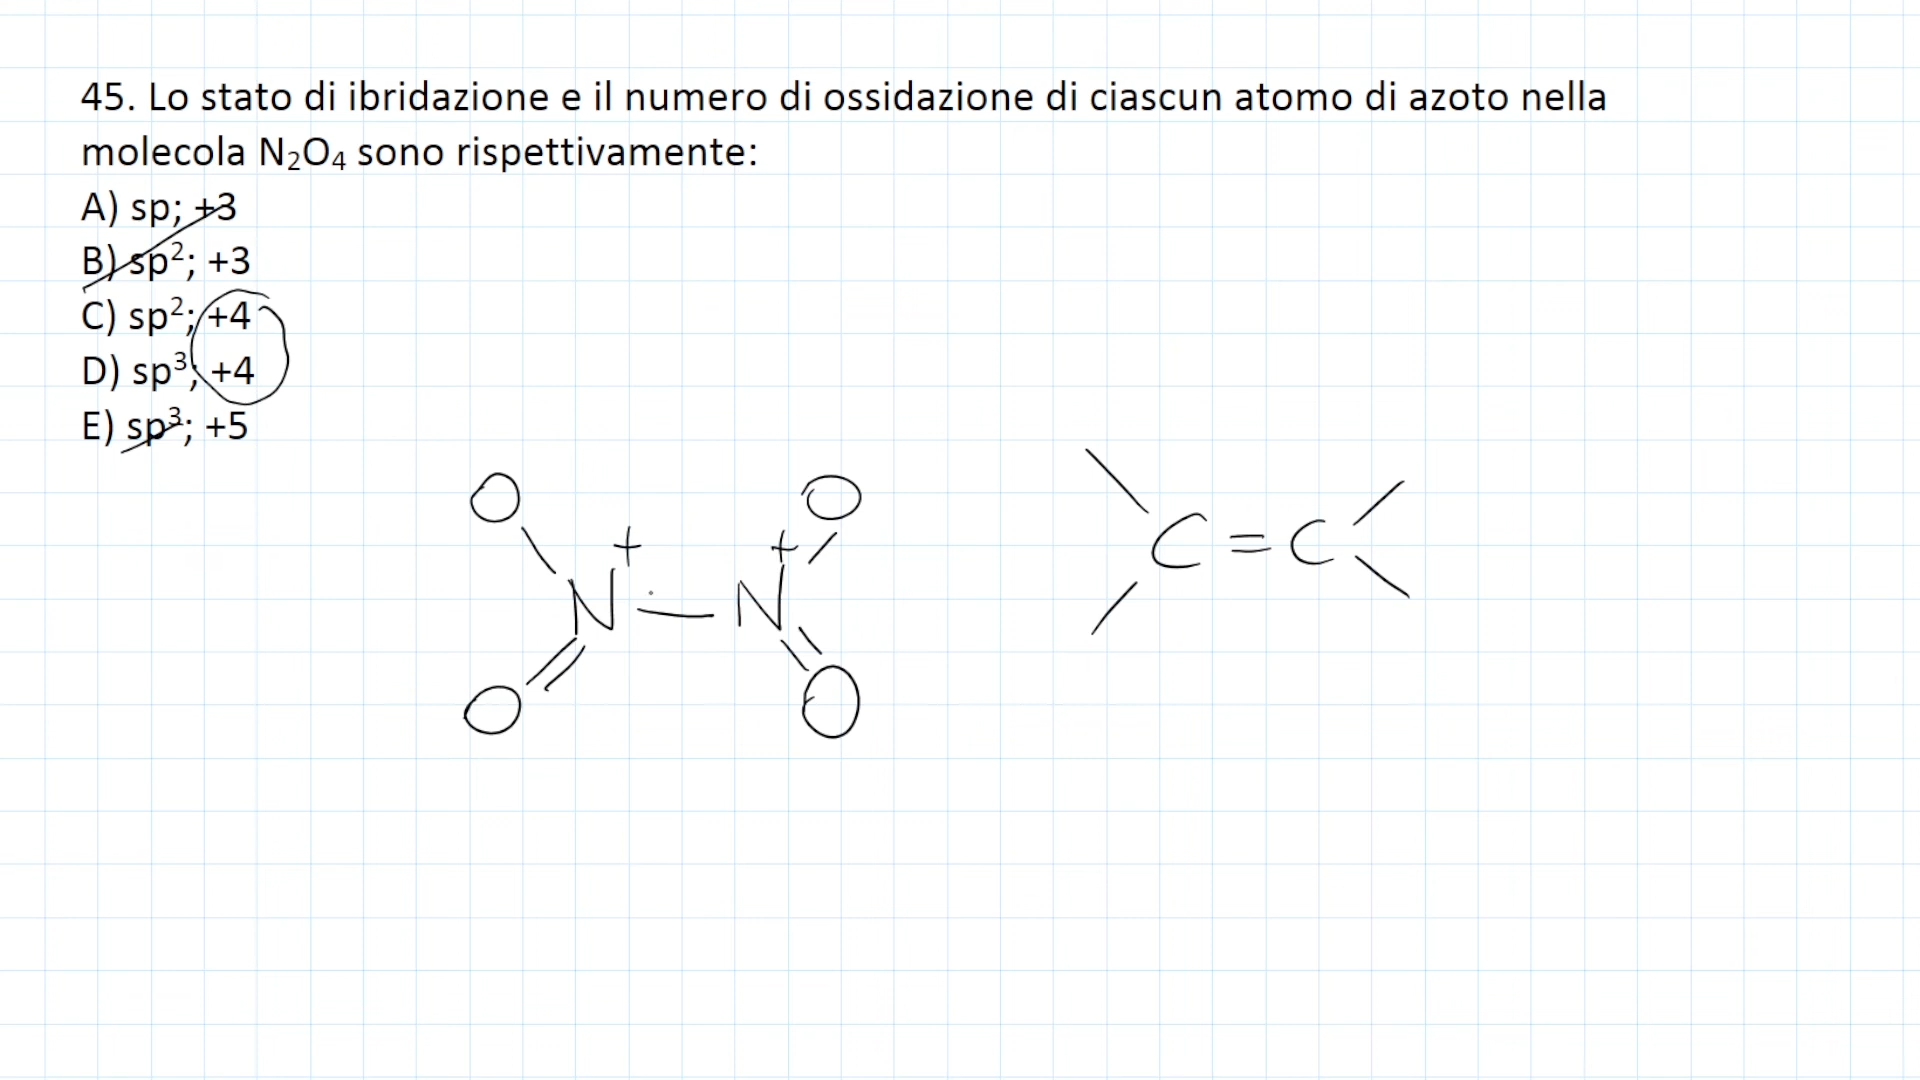 45. Lo stato di ibridazione e il numero di ossidazione di ciascun atomo di azoto nella
molecola N₂O₄ sono rispettivamente:
A) sp; +3
B) sp²; +3
C) sp²; +4
D) sp³; +4
E) sp³; +5
O O
+ +
N N
O O
C = C